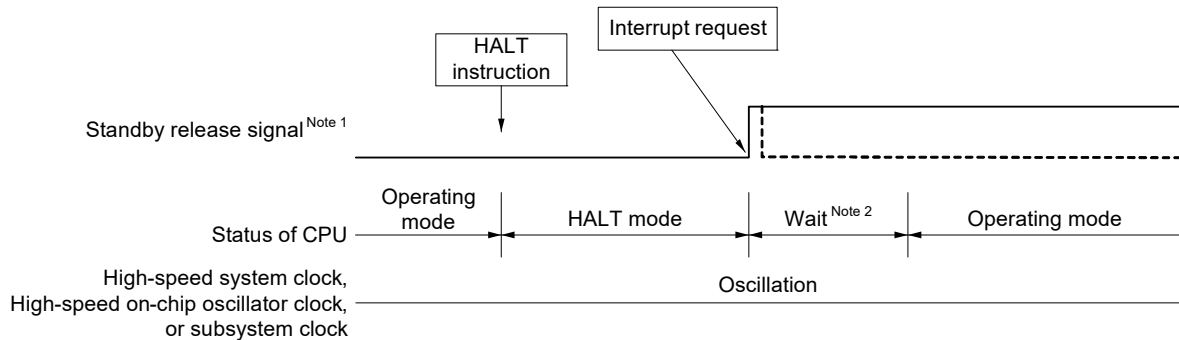 HALT
instruction
Interrupt request
Standby release signal Note 1
Operating
mode
HALT mode
Wait Note 2
Operating mode
Status of CPU
High-speed system clock,
High-speed on-chip oscillator clock,
or subsystem clock
Oscillation